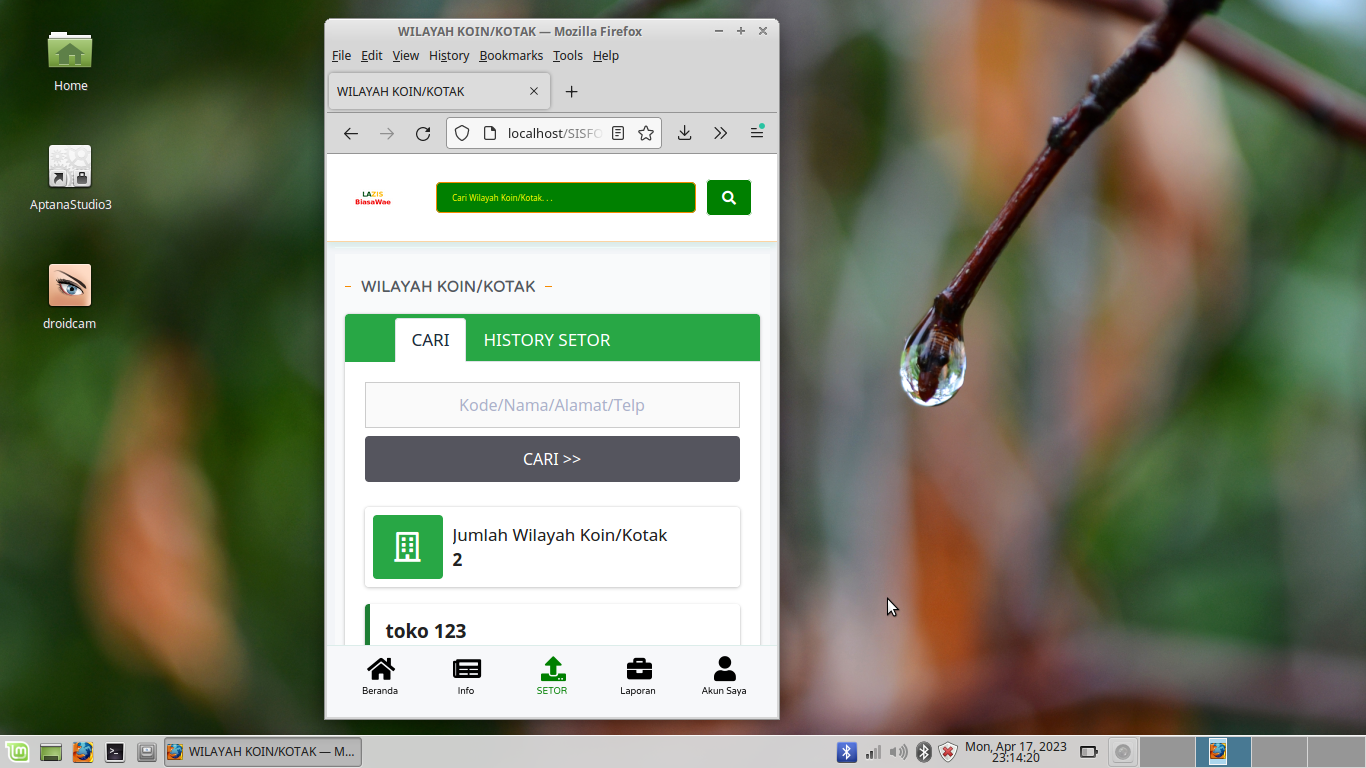 Home
AptanaStudio3
droidcam
WILAYAH KOIN/KOTAK — Mozilla Firefox
File Edit View History Bookmarks Tools Help
WILAYAH KOIN/KOTAK
localhost/SISFO
LAZIS
BiasaWae
Cari Wilayah Koin/Kotak. . .
WILAYAH KOIN/KOTAK
CARI HISTORY SETOR
Kode/Nama/Alamat/Telp
CARI >>
Jumlah Wilayah Koin/Kotak
2
toko 123
Beranda Info SETOR Laporan Akun Saya
WILAYAH KOIN/KOTAK — M...
Mon, Apr 17, 2023
23:14:20